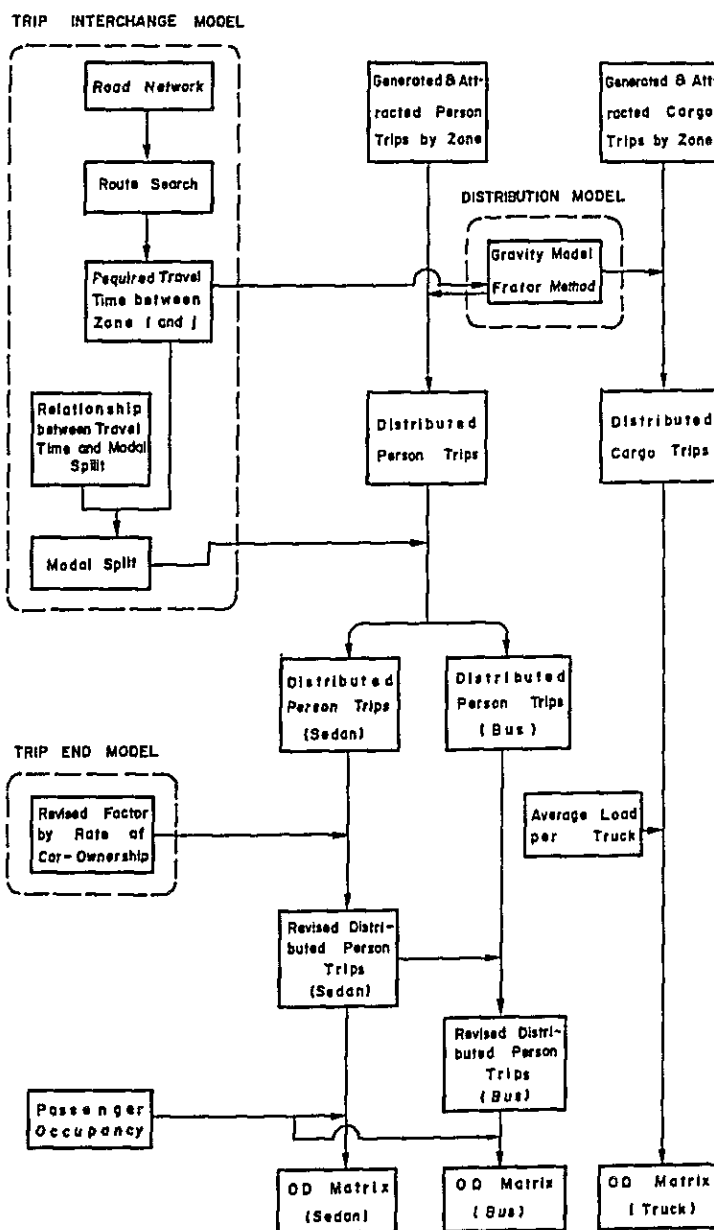 TRIP INTERCHANGE MODEL
Road Network
Route Search
Required Travel
Time between
Zone i and j
Relationship
between Travel
Time and Modal
Split
Modal Split
Generated & Att-
racted Person
Trips by Zone
Generated & Att-
racted Cargo
Trips by Zone
DISTRIBUTION MODEL
Gravity Model
Frator Method
Distributed
Person Trips
Distributed
Cargo Trips
Distributed
Person Trips
(Sedan)
Distributed
Person Trips
(Bus)
TRIP END MODEL
Revised Factor
by Rate of
Car-Ownership
Average Load
per Truck
Revised Distri-
buted Person
Trips
(Sedan)
Revised Distri-
buted Person
Trips
(Bus)
Passenger
Occupancy
OD Matrix
(Sedan)
OD Matrix
(Bus)
OD Matrix
(Truck)